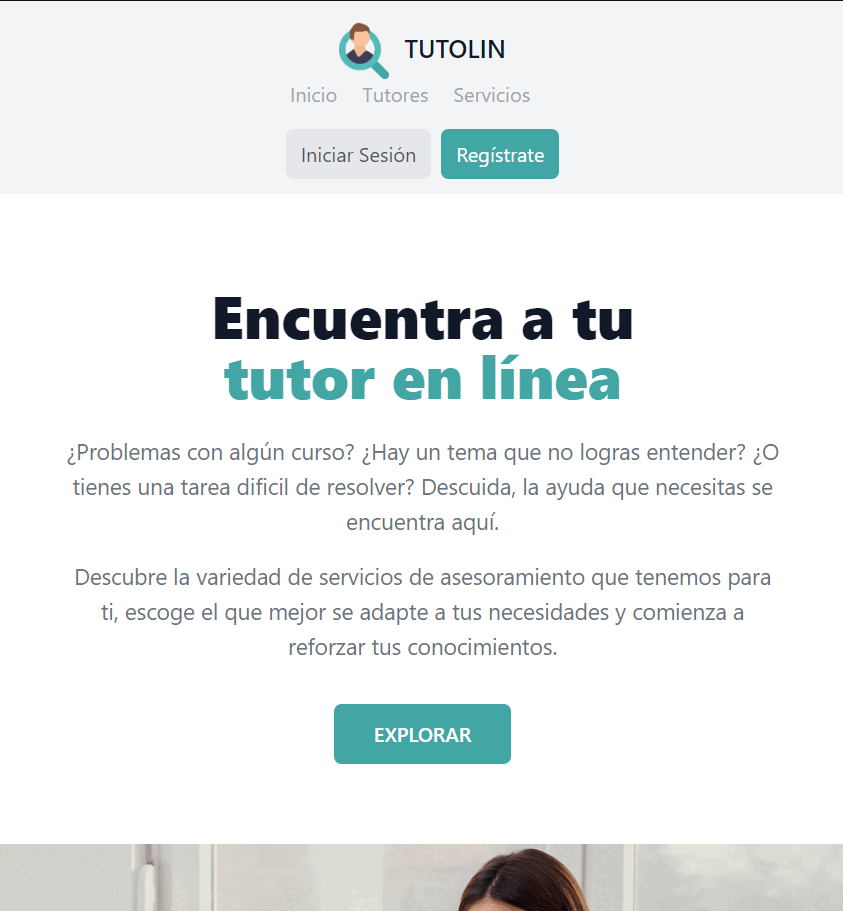 TUTOLIN
Inicio Tutores Servicios
Iniciar Sesión Regístrate
Encuentra a tu
tutor en línea
¿Problemas con algún curso? ¿Hay un tema que no logras entender? ¿O
tienes una tarea dificil de resolver? Descuida, la ayuda que necesitas se
encuentra aquí.
Descubre la variedad de servicios de asesoramiento que tenemos para
ti, escoge el que mejor se adapte a tus necesidades y comienza a
reforzar tus conocimientos.
EXPLORAR